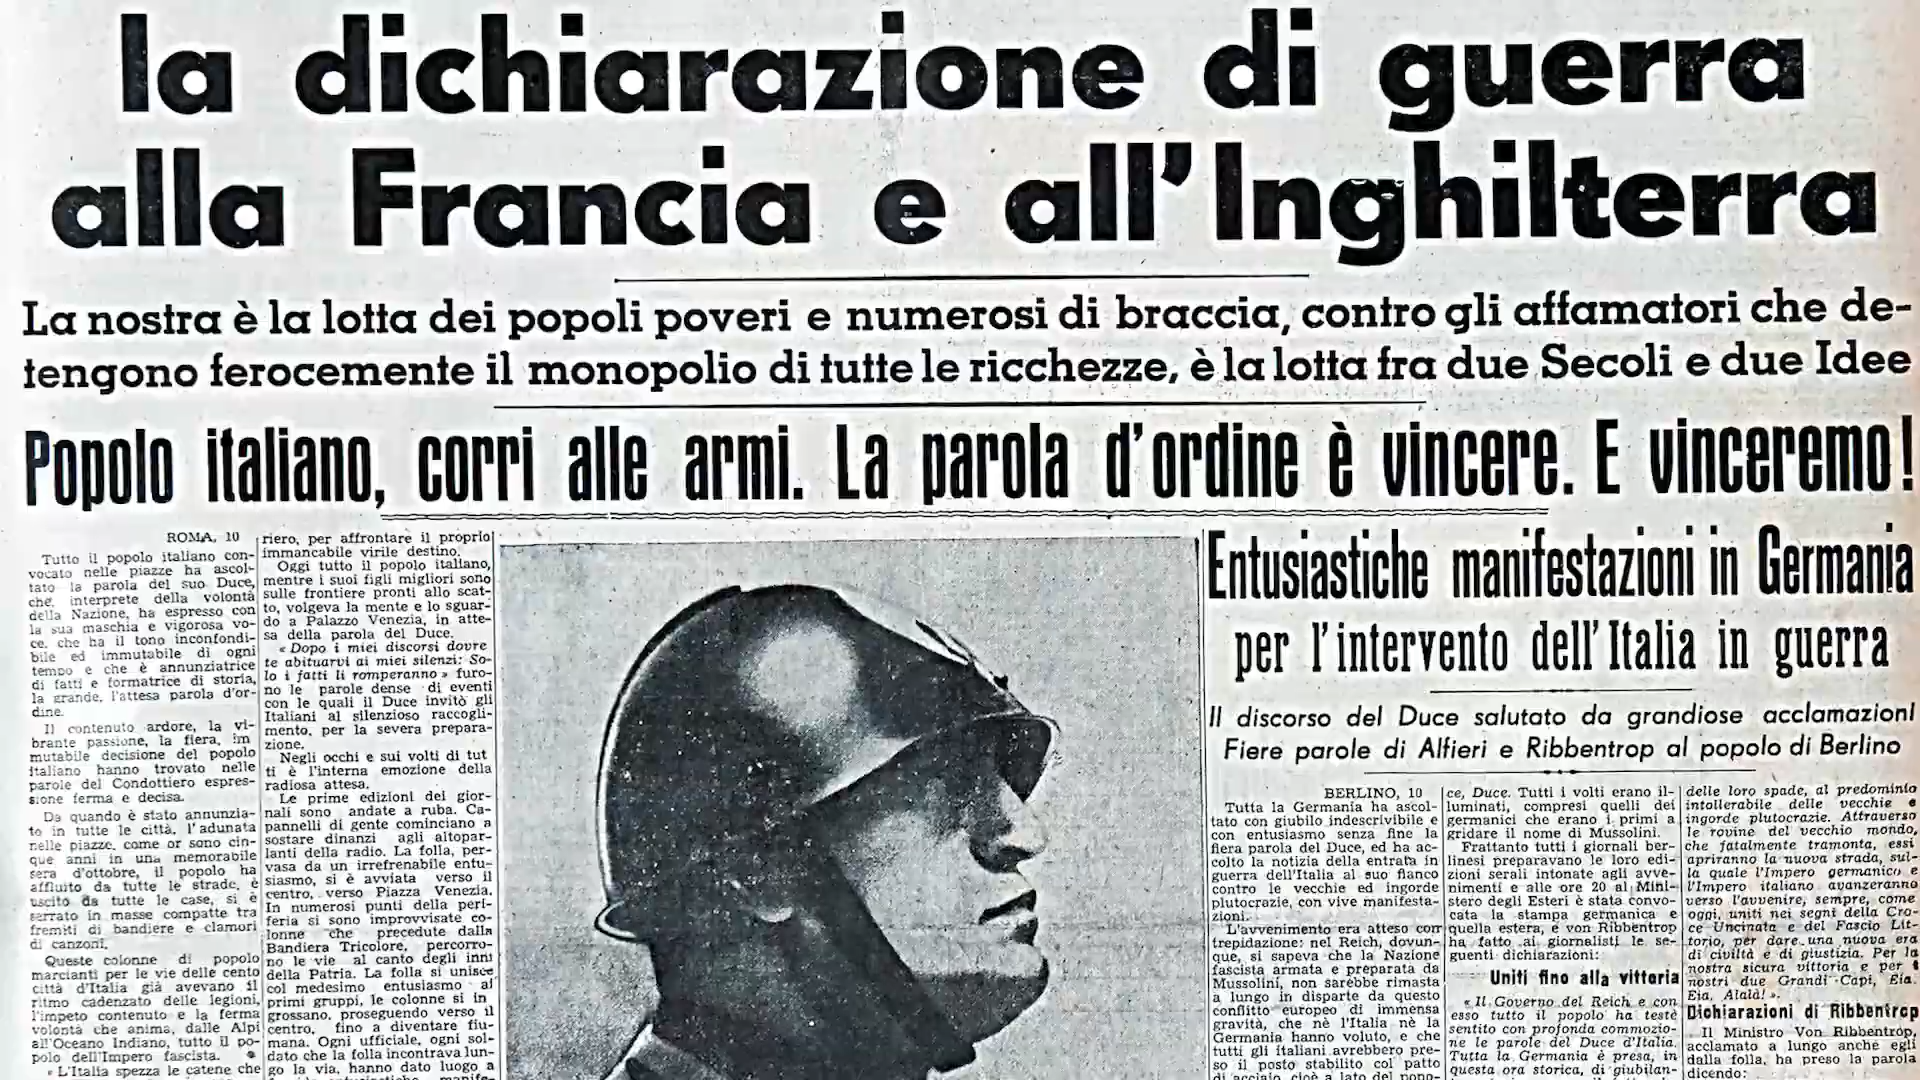 la dichiarazione di guerra
alla Francia e all'Inghilterra
La nostra è la lotta dei popoli poveri e numerosi di braccia, contro gli affamatori che de-
tengono ferocemente il monopolio di tutte le ricchezze, è la lotta fra due Secoli e due Idee
Popolo italiano, corri alle armi. La parola d'ordine è vincere. E vinceremo!
ROMA, 10
Tutto il popolo italiano con-
vocato nelle piazze ha ascol-
tato la parola del suo Duce,
che, interprete della volontà
della Nazione, ha espresso con
la sua maschia e vigorosa vo-
ce, che ha il tono inconfondi-
bile ed immutabile di ogni
tempo e che è annunziatrice
di fatti e formatrice di storia,
la grande, l'attesa parola d'or-
dine.
Il contenuto ardore, la vi-
brante passione, la fiera, im
mutabile decisione del popolo
italiano hanno trovato nelle
parole del Condottiero espres-
sione ferma e decisa.
Da quando è stato annunzia-
to in tutte le città, l'adunata
nelle piazze, come or sono cin-
que anni in una memorabile
sera d'ottobre, il popolo ha
affluito da tutte le strade, è
uscito da tutte le case, si è
serrato in masse compatte tra
fremiti di bandiere e clamori
di canzoni.
Queste colonne di popolo
marcianti per le vie delle cento
città d'Italia già avevano il
ritmo cadenzato delle legioni,
l'impeto contenuto e la ferma
volontà che anima, dalle Alpi
all'Oceano Indiano, tutto il po-
polo dell'Impero fascista.
« L'Italia spezza le catene che
riero, per affrontare il proprio
immancabile virile destino.
Oggi tutto il popolo italiano,
mentre i suoi figli migliori sono
sulle frontiere pronti allo scat-
to, volgeva la mente e lo sguar-
do a Palazzo Venezia, in atte-
sa della parola del Duce.
« Dopo i miei discorsi dovre
te abituarvi ai miei silenzi: So-
lo i fatti li romperanno » furo-
no le parole dense di eventi
con le quali il Duce invitò gli
Italiani al silenzioso raccogli-
mento, per la severa prepara-
zione.
Negli occhi e sui volti di tut
ti è l'interna emozione della
radiosa attesa.
Le prime edizioni dei gior-
nali sono andate a ruba. Ca-
pannelli di gente cominciano a
sostare dinanzi agli altopar-
lanti della radio. La folla, per-
vasa da un irrefrenabile entu-
siasmo, si è avviata verso il
centro, verso Piazza Venezia.
In numerosi punti della peri-
feria si sono improvvisate co-
lonne che precedute dalla
Bandiera Tricolore, percorro-
no le vie al canto degli inni
della Patria. La folla si unisce
col medesimo entusiasmo ai
primi gruppi, le colonne si in
grossano, proseguendo verso il
centro, fino a diventare fiu-
mana. Ogni ufficiale, ogni sol-
dato che la folla incontrava lun-
go la via, hanno dato luogo a
Entusiastiche manifestazioni in Germania
per l'intervento dell'Italia in guerra
Il discorso del Duce salutato da grandiose acclamazioni
Fiere parole di Alfieri e Ribbentrop al popolo di Berlino
BERLINO, 10
Tutta la Germania ha ascol-
tato con giubilo indescrivibile e
con entusiasmo senza fine la
fiera parola del Duce, ed ha ac-
colto la notizia della entrata in
guerra dell'Italia al suo fianco
contro le vecchie ed ingorde
plutocrazie, con vive manifesta-
zioni.
L'avvenimento era atteso con
trepidazione: nel Reich, dovun-
que, si sapeva che la Nazione
fascista armata e preparata da
Mussolini, non sarebbe rimasta
a lungo in disparte da questo
conflitto europeo di immensa
gravità, che nè l'Italia nè la
Germania hanno voluto, e che
tutti gli italiani avrebbero pre-
so il posto stabilito col patto
di acciaio, cioè a lato del popo-
ce, Duce. Tutti i volti erano il-
luminati, compresi quelli dei
germanici che erano i primi a
gridare il nome di Mussolini.
Frattanto tutti i giornali ber-
linesi preparavano le loro edi-
zioni serali intonate agli avve-
nimenti e alle ore 20 al Mini-
stero degli Esteri è stata convo-
cata la stampa germanica e
quella estera, e von Ribbentrop
ha fatto ai giornalisti le se-
guenti dichiarazioni:
Uniti fino alla vittoria
« Il Governo del Reich e con
esso tutto il popolo ha testè
sentito con profonda commozio-
ne le parole del Duce d'Italia.
Tutta la Germania è presa, in
questa ora storica, di giubilan-
delle loro spade, al predominio
intollerabile delle vecchie e
ingorde plutocrazie. Attraverso
le rovine del vecchio mondo,
che fatalmente tramonta, essi
apriranno la nuova strada, sul-
la quale l'Impero germanico e
l'Impero italiano avanzeranno
verso l'avvenire, sempre, come
oggi, uniti nei segni della Cro-
ce Uncinata e del Fascio Lit-
torio, per dare una nuova era
di civiltà e di giustizia. Per la
nostra sicura vittoria e per i
nostri due Grandi Capi, Eia.
Eia, Alalà! ».
Dichiarazioni di Ribbentrop
Il Ministro Von Ribbentrop,
acclamato a lungo anche egli
dalla folla, ha preso la parola
dicendo: